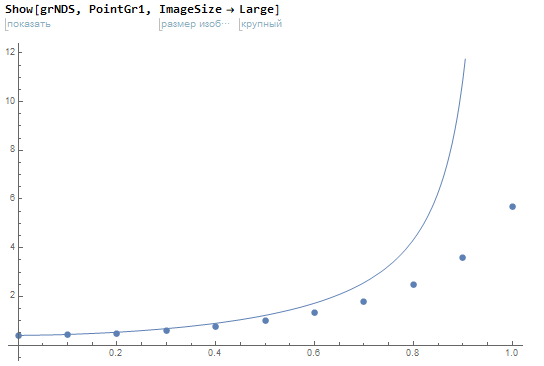 Show[grNDS, PointGr1, ImageSize → Large]
показать размер изоб⋯ крупный
12
10
8
6
4
2
0.2 0.4 0.6 0.8 1.0